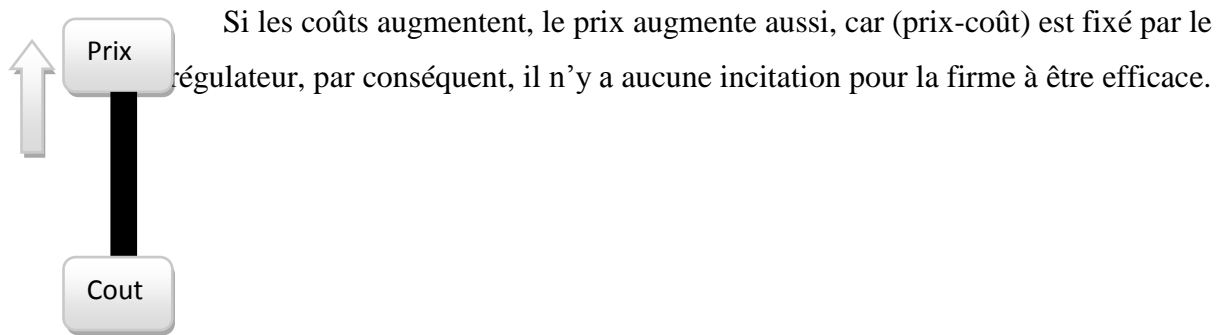 Si les coûts augmentent, le prix augmente aussi, car (prix-coût) est fixé par le
régulateur, par conséquent, il n’y a aucune incitation pour la firme à être efficace.
Prix
Cout